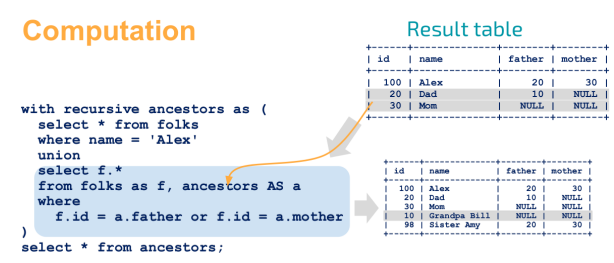 Computation
Result table
+-----+--------------+--------+--------+
| id | name | father | mother |
+-----+--------------+--------+--------+
| 100 | Alex | 20 | 30 |
| 20 | Dad | 10 | NULL |
| 30 | Mom | NULL | NULL |
+-----+--------------+--------+--------+
with recursive ancestors as (
select * from folks
where name = 'Alex'
union
select f.*
from folks as f, ancestors AS a
where
f.id = a.father or f.id = a.mother
)
select * from ancestors;
+-----+--------------+--------+--------+
| id | name | father | mother |
+-----+--------------+--------+--------+
| 100 | Alex | 20 | 30 |
| 20 | Dad | 10 | NULL |
| 30 | Mom | NULL | NULL |
| 10 | Grandpa Bill | NULL | NULL |
| 98 | Sister Amy | 20 | 30 |
+-----+--------------+--------+--------+